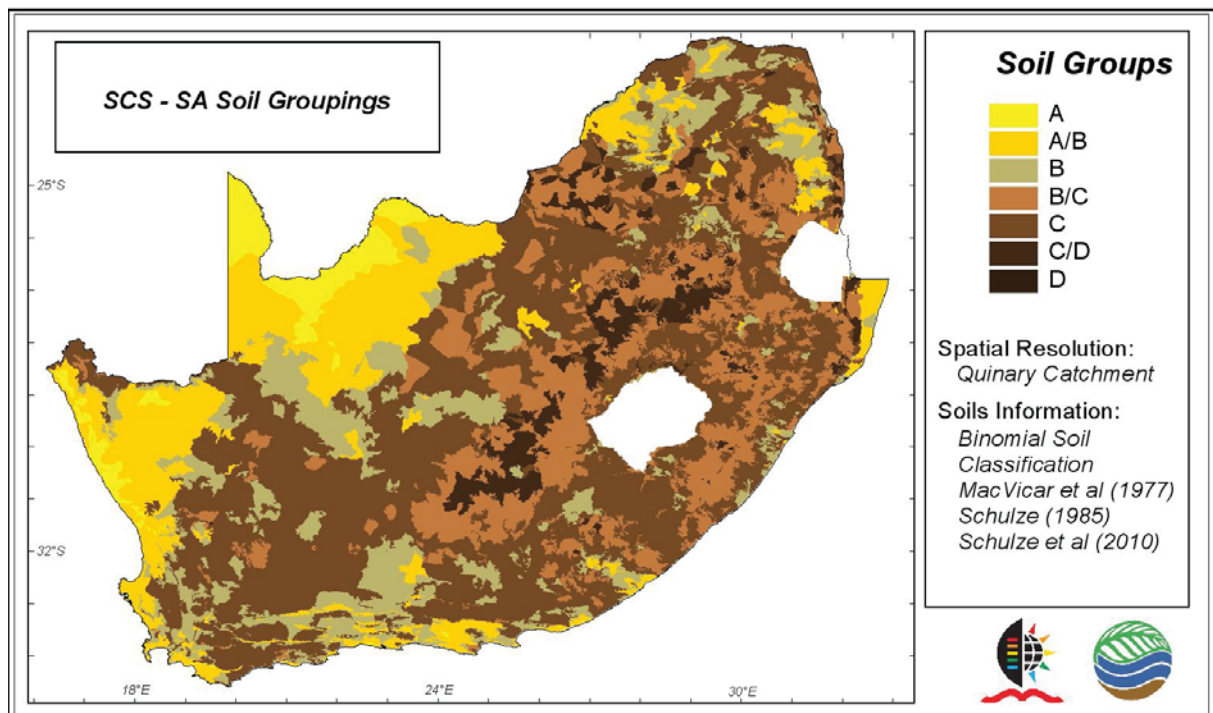 SCS - SA Soil Groupings
25°S
32°S
18°E
24°E
30°E
Soil Groups
A
A/B
B
B/C
C
C/D
D
Spatial Resolution:
Quinary Catchment
Soils Information:
Binomial Soil
Classification
MacVicar et al (1977)
Schulze (1985)
Schulze et al (2010)